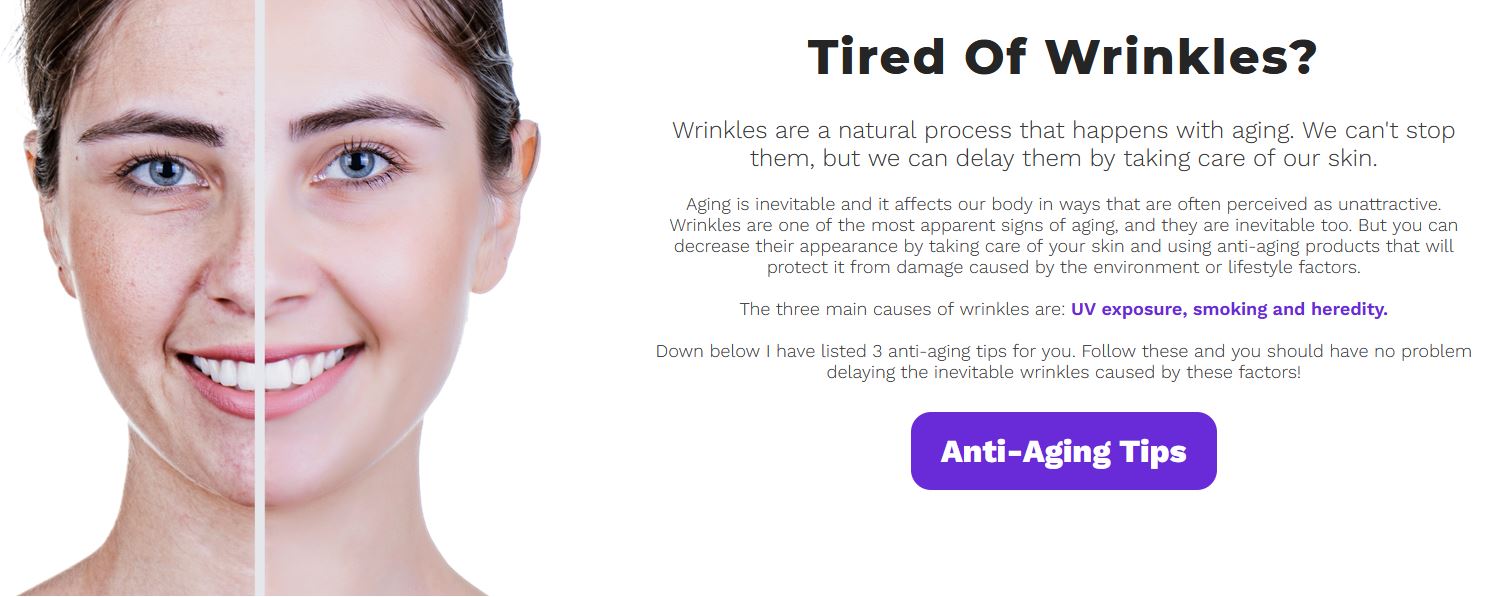 Tired Of Wrinkles?
Wrinkles are a natural process that happens with aging. We can't stop
them, but we can delay them by taking care of our skin.
Aging is inevitable and it affects our body in ways that are often perceived as unattractive.
Wrinkles are one of the most apparent signs of aging, and they are inevitable too. But you can
decrease their appearance by taking care of your skin and using anti-aging products that will
protect it from damage caused by the environment or lifestyle factors.
The three main causes of wrinkles are: UV exposure, smoking and heredity.
Down below I have listed 3 anti-aging tips for you. Follow these and you should have no problem
delaying the inevitable wrinkles caused by these factors!
Anti-Aging Tips